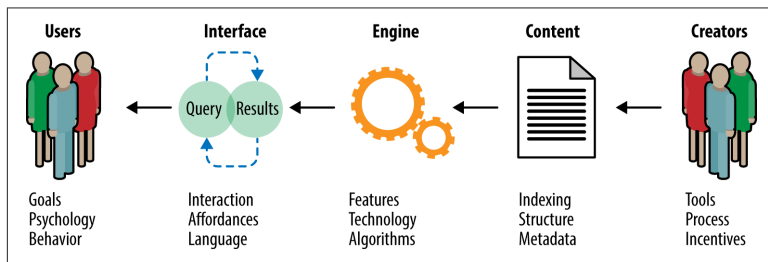 Users
Interface
Engine
Content
Creators
Query
Results
Goals
Psychology
Behavior
Interaction
Affordances
Language
Features
Technology
Algorithms
Indexing
Structure
Metadata
Tools
Process
Incentives